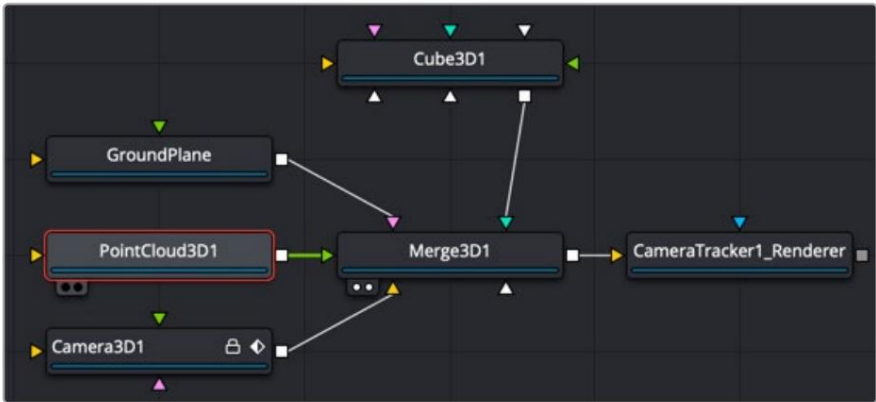 Cube3D1
GroundPlane
PointCloud3D1
Merge3D1
CameraTracker1_Renderer
Camera3D1